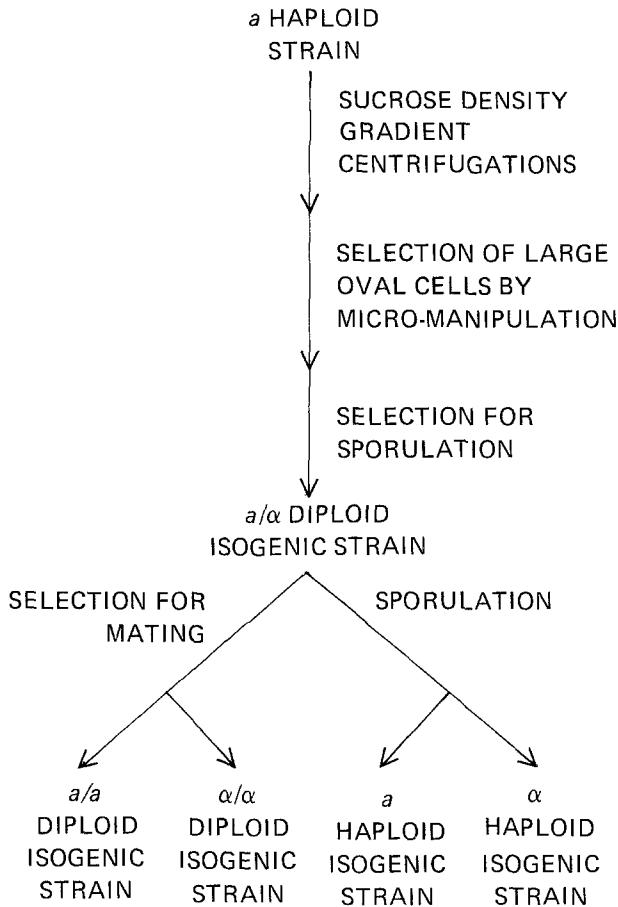 a HAPLOID
STRAIN
SUCROSE DENSITY
GRADIENT
CENTRIFUGATIONS
SELECTION OF LARGE
OVAL CELLS BY
MICRO-MANIPULATION
SELECTION FOR
SPORULATION
a/α DIPLOID
ISOGENIC STRAIN
SELECTION FOR
MATING
SPORULATION
a/a
DIPLOID
ISOGENIC
STRAIN
α/α
DIPLOID
ISOGENIC
STRAIN
a
HAPLOID
ISOGENIC
STRAIN
α
HAPLOID
ISOGENIC
STRAIN